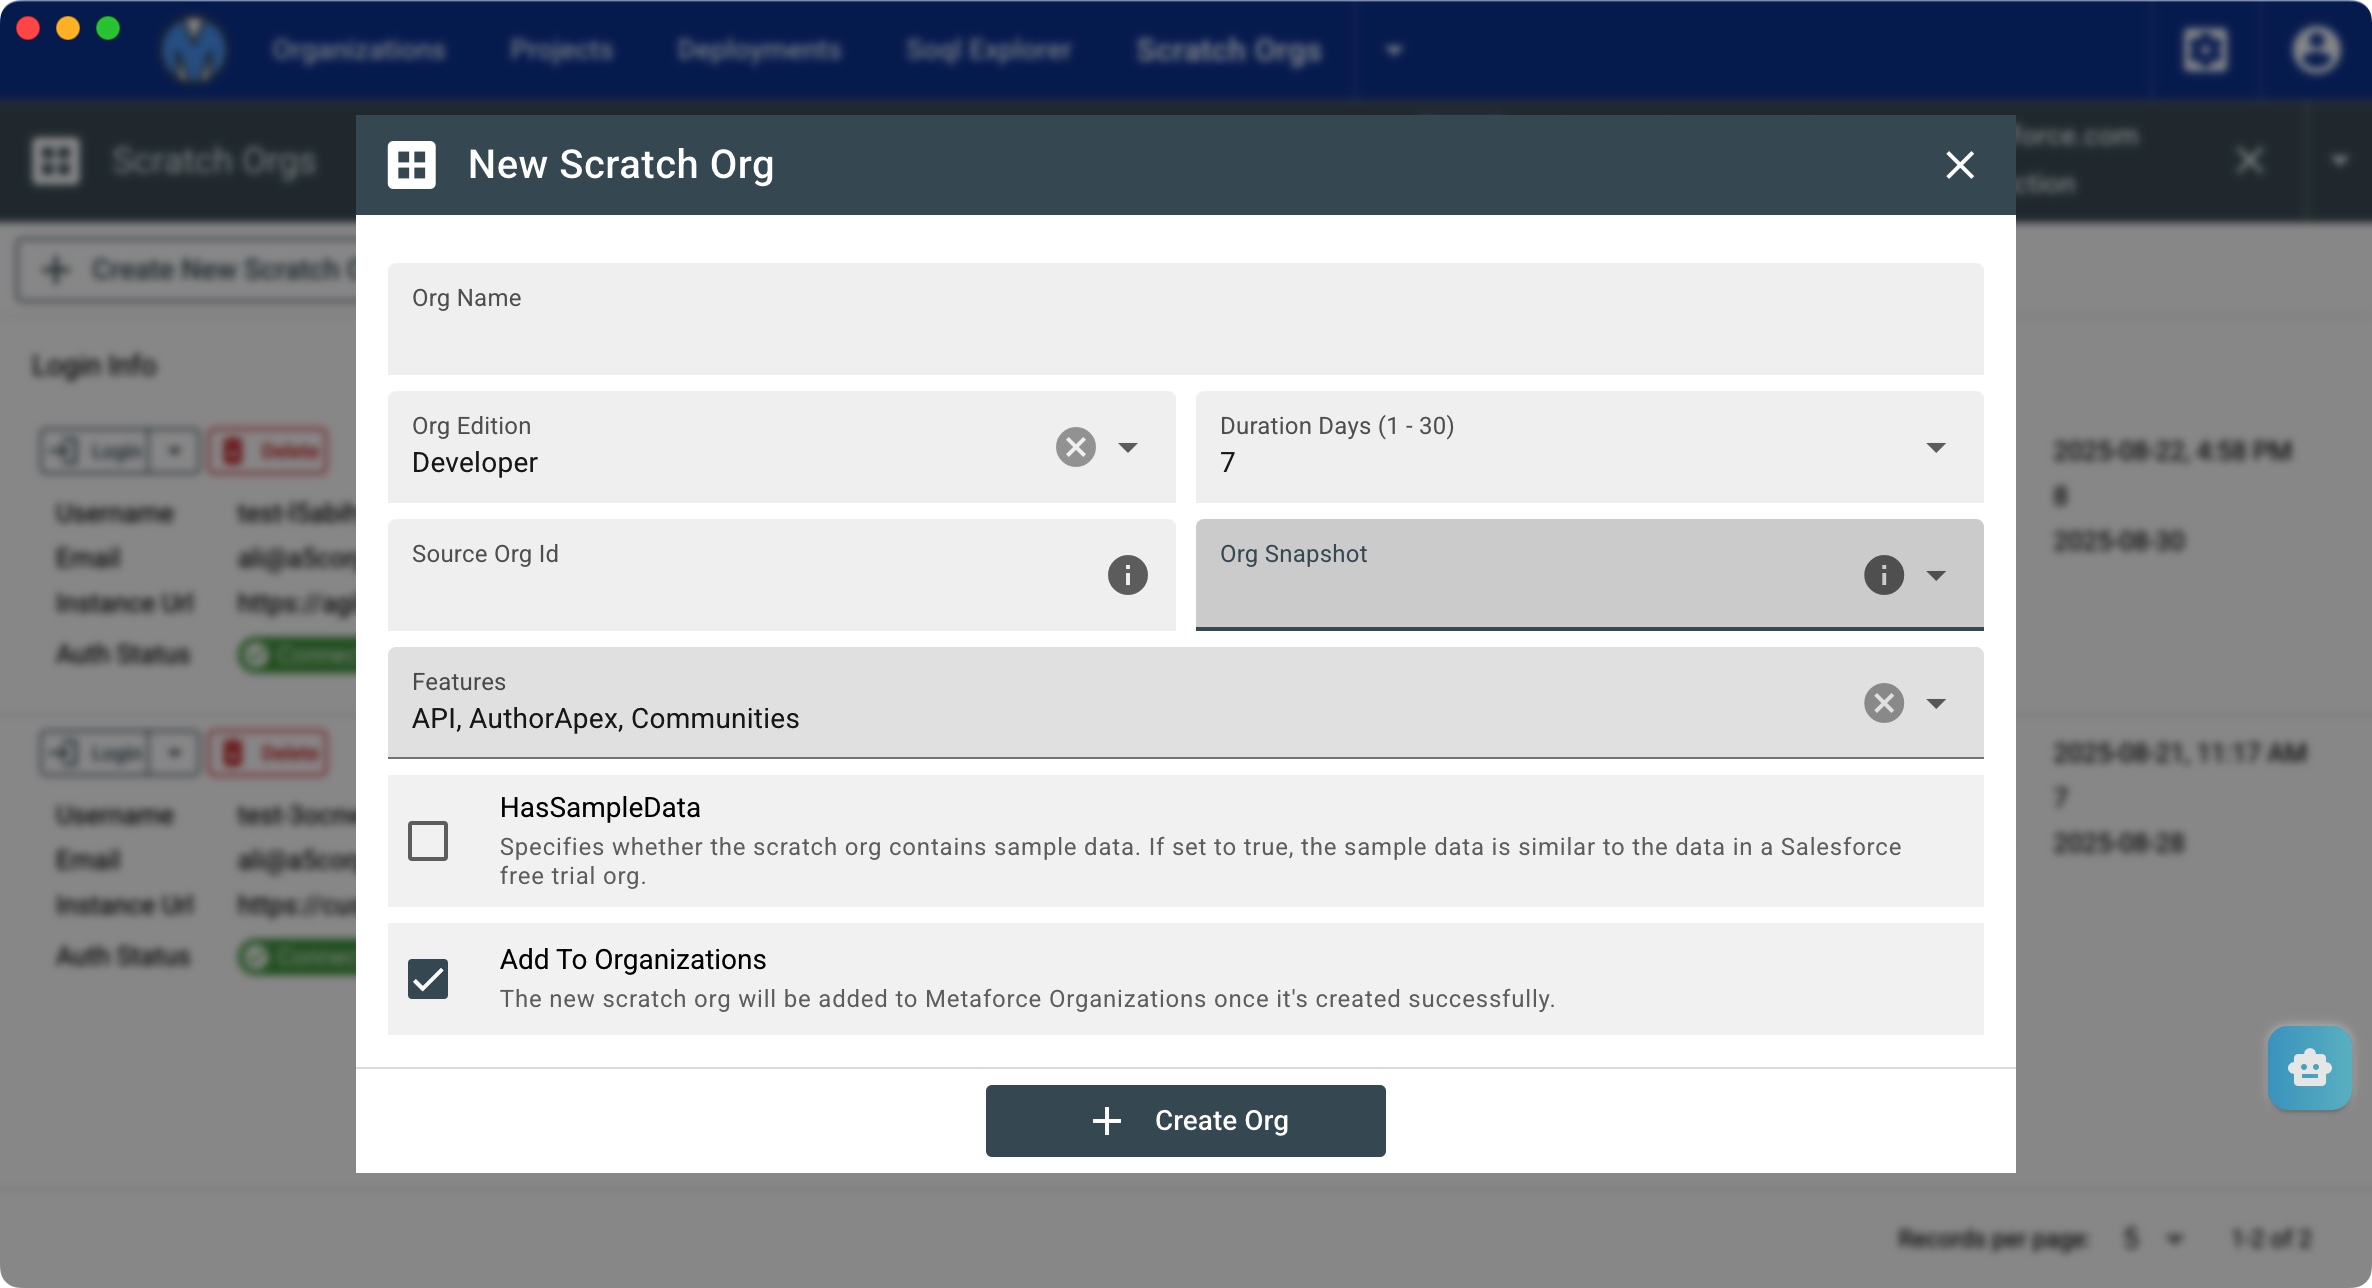 Organizations Projects Deployments Soql Explorer Scratch Orgs
Scratch Orgs
force.com
ction
New Scratch Org
Create New Scratch
Org Name
Org Edition
Developer
Duration Days (1 - 30)
7
Source Org Id
Org Snapshot
Features
API, AuthorApex, Communities
HasSampleData
Specifies whether the scratch org contains sample data. If set to true, the sample data is similar to the data in a Salesforce
free trial org.
Add To Organizations
The new scratch org will be added to Metaforce Organizations once it's created successfully.
Create Org
Login Info
Login Delete
Username
Email
Instance Url
Auth Status
2025-08-22, 4:58 PM
8
2025-08-30
Login Delete
Username
Email
Instance Url
Auth Status
2025-08-21, 11:17 AM
7
2025-08-28
Records per page: 5 1-2 of 2